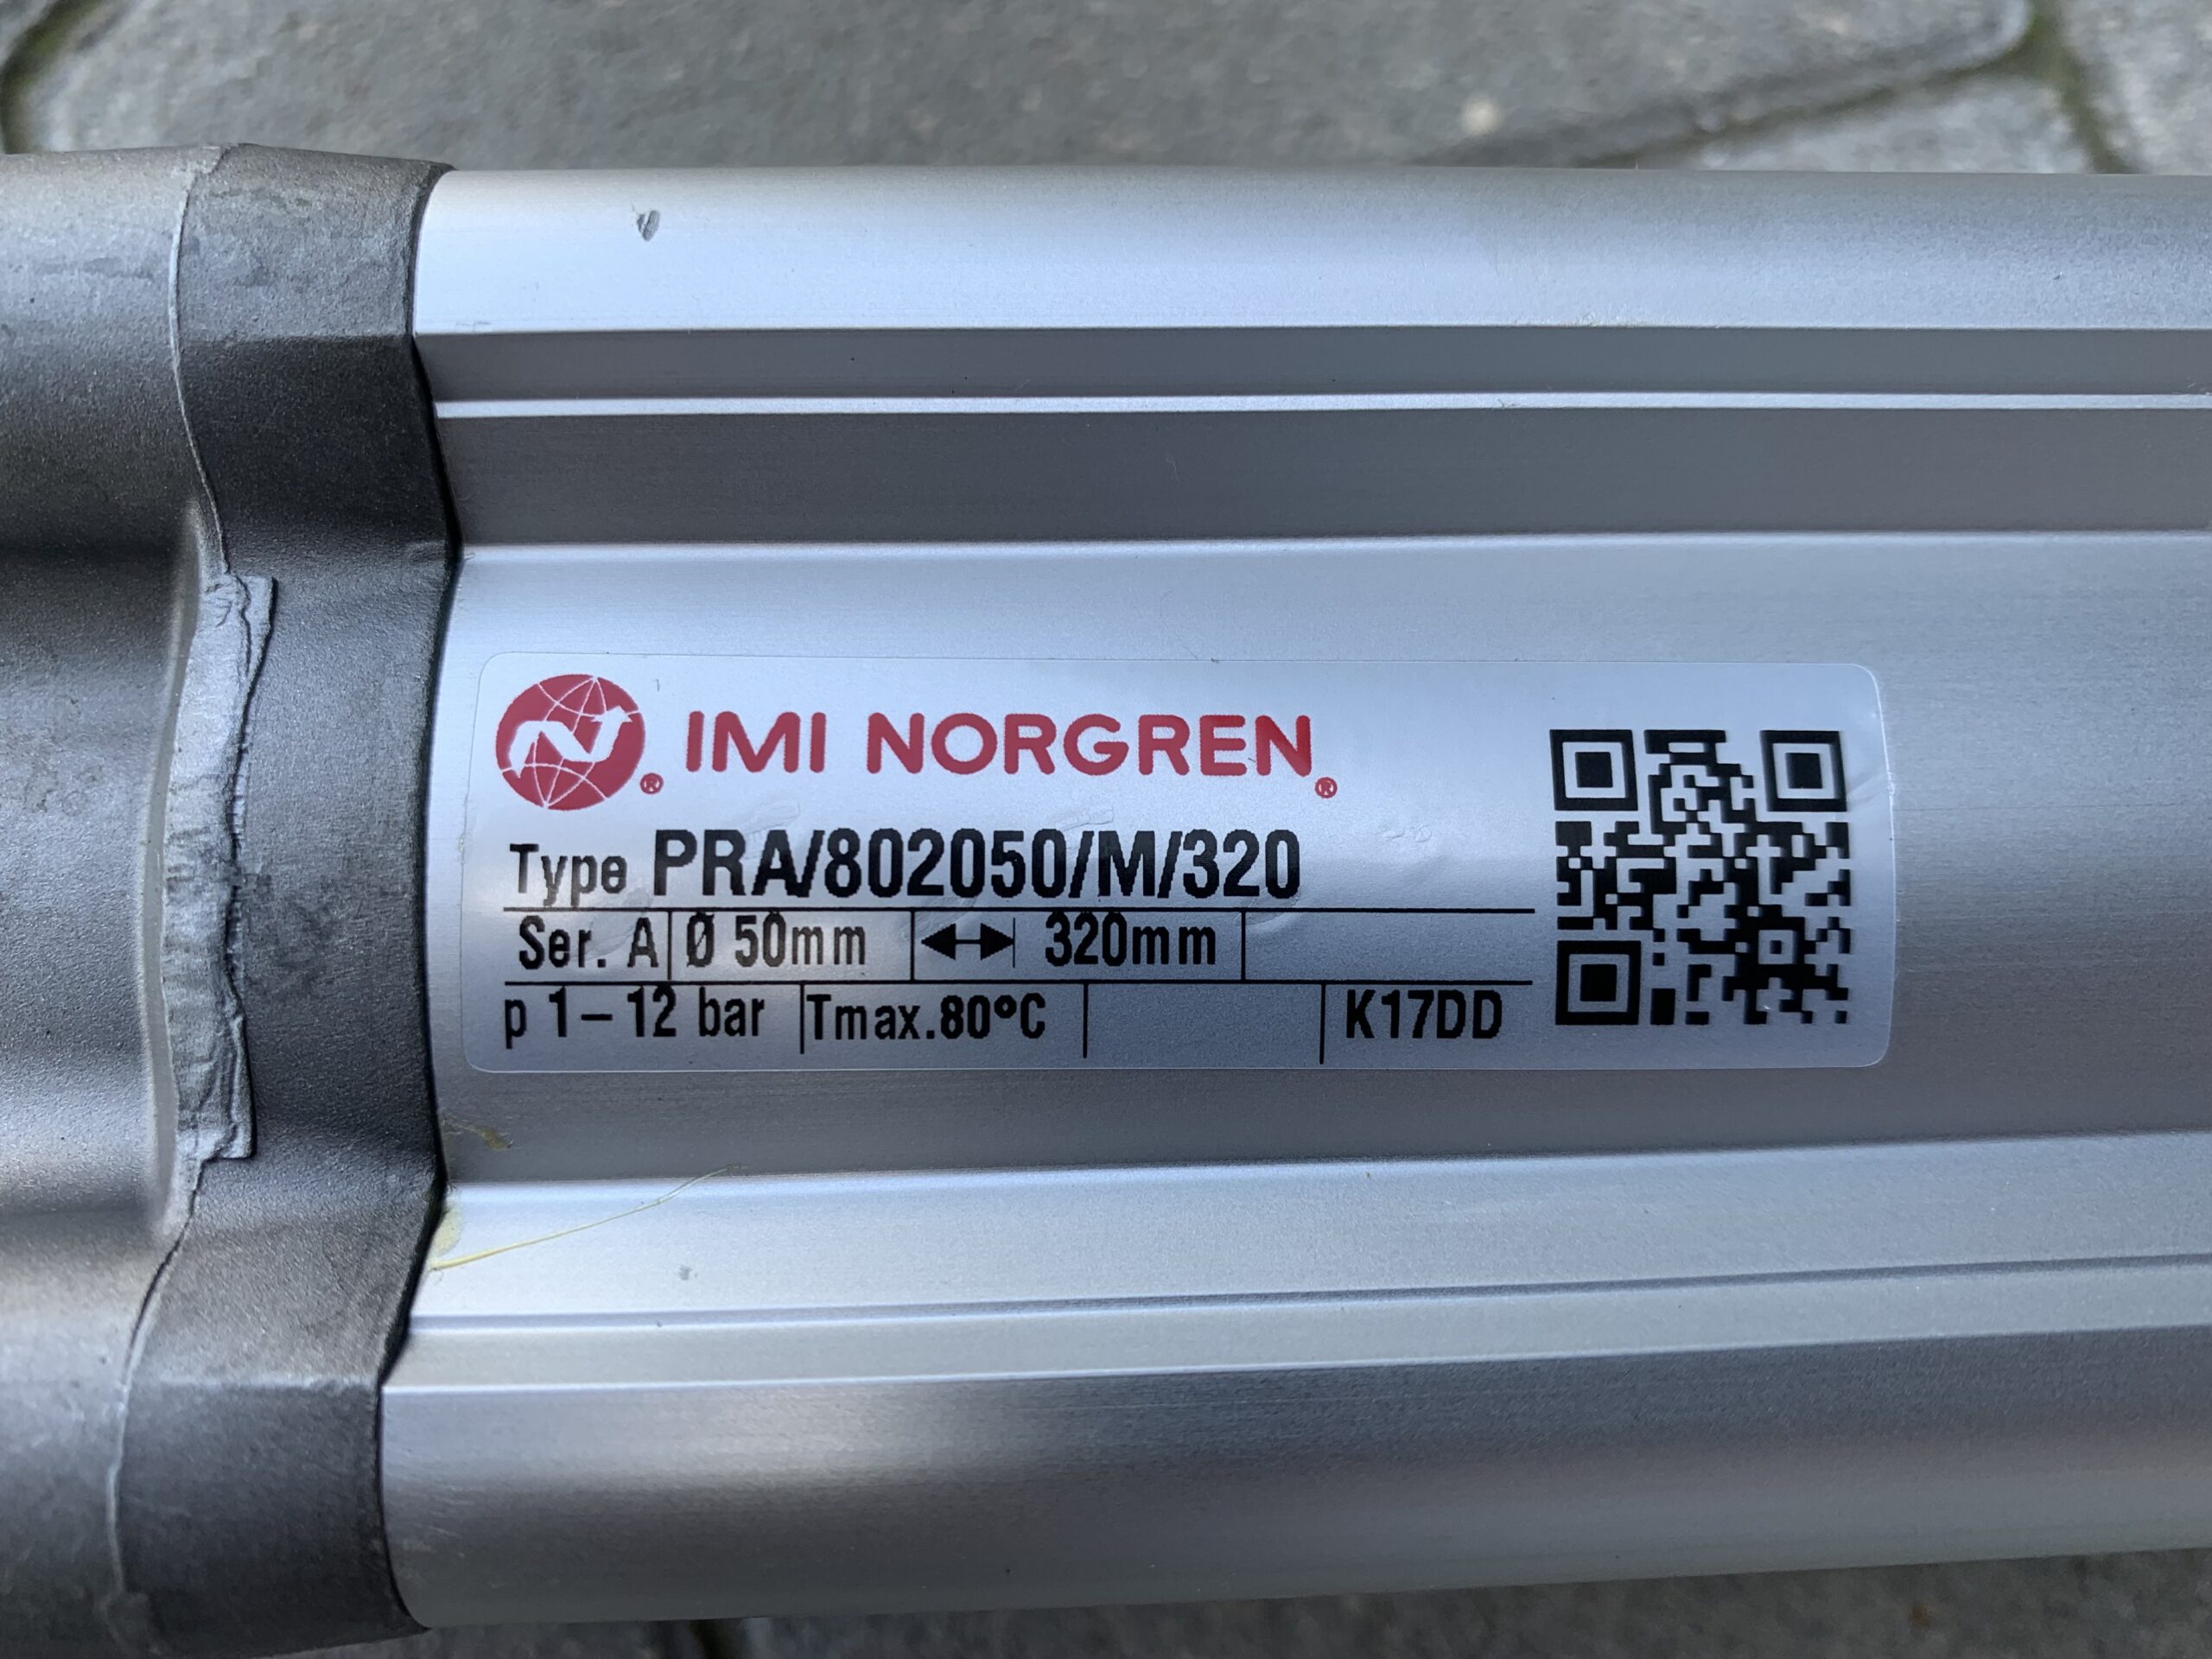 ® IMI NORGREN®
Type PRA/802050/M/320
Ser. A Ø 50mm 320mm
p 1-12 bar Tmax.80°C K17DD